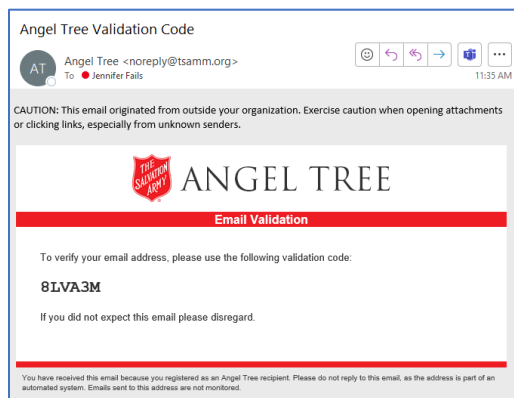 Angel Tree Validation Code
AT
Angel Tree <noreply@tsamm.org>
To Jennifer Fails
11:35 AM
CAUTION: This email originated from outside your organization. Exercise caution when opening attachments
or clicking links, especially from unknown senders.
THE
SALVATION
ARMY
ANGEL TREE
Email Validation
To verify your email address, please use the following validation code:
8LVA3M
If you did not expect this email please disregard.
You have received this email because you registered as an Angel Tree recipient. Please do not reply to this email, as the address is part of an
automated system. Emails sent to this address are not monitored.